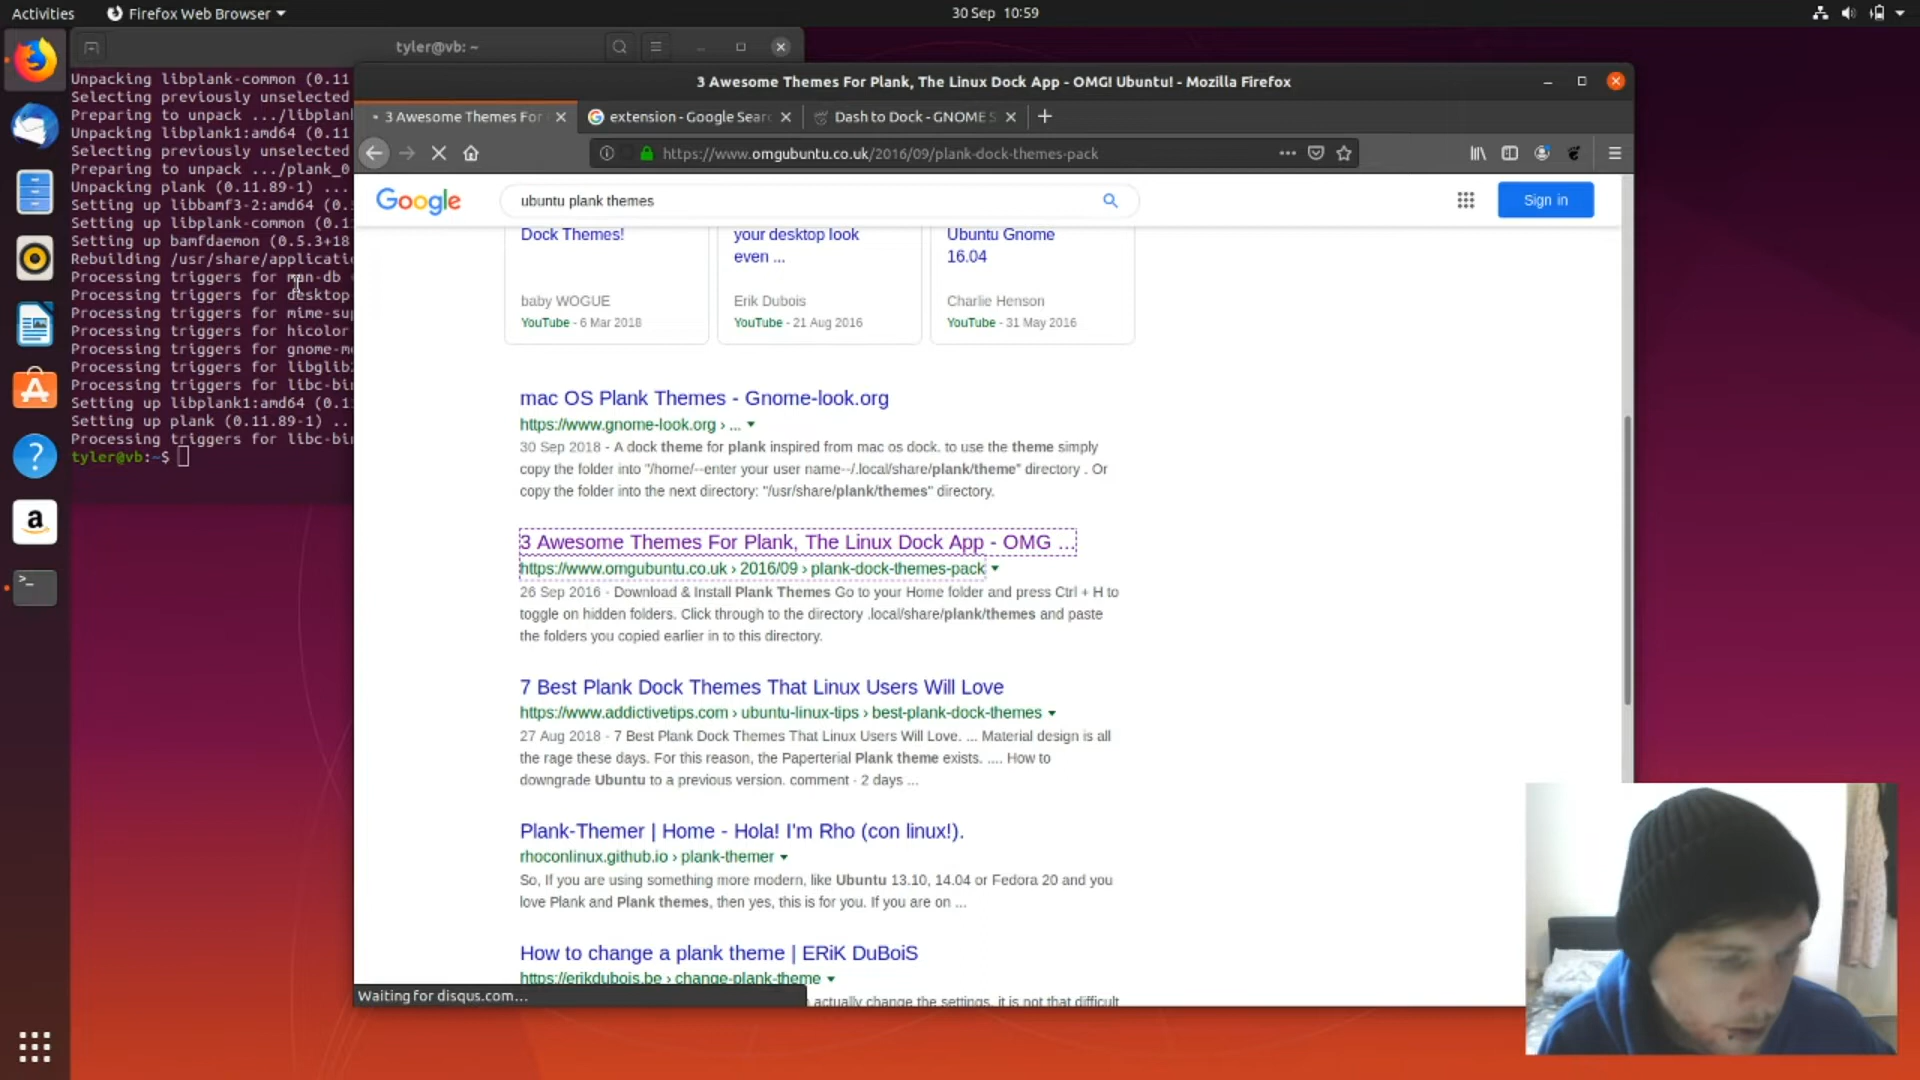 Activities
Firefox Web Browser
30 Sep 10:59
tyler@vb: ~
Unpacking libplank-common (0.11
Selecting previously unselected
Preparing to unpack .../libplank
Unpacking libplank1:amd64 (0.11
Selecting previously unselected
Preparing to unpack .../plank_0
Unpacking plank (0.11.89-1) ...
Setting up libbamf3-2:amd64 (0.5
Setting up libplank-common (0.11
Setting up bamfdaemon (0.5.3+18
Rebuilding /usr/share/applicatio
Processing triggers for man-db
Processing triggers for desktop
Processing triggers for mime-sup
Processing triggers for hicolor
Processing triggers for gnome-me
Processing triggers for libglib2
Processing triggers for libc-bin
Setting up libplank1:amd64 (0.11
Setting up plank (0.11.89-1) ..
Processing triggers for libc-bin
tyler@vb:~$
3 Awesome Themes For Plank, The Linux Dock App - OMG! Ubuntu! - Mozilla Firefox
3 Awesome Themes For
extension - Google Searc
Dash to Dock - GNOME S
https://www.omgubuntu.co.uk/2016/09/plank-dock-themes-pack
Google
ubuntu plank themes
Sign in
Dock Themes!
baby WOGUE
YouTube - 6 Mar 2018
your desktop look
even ...
Erik Dubois
YouTube - 21 Aug 2016
Ubuntu Gnome
16.04
Charlie Henson
YouTube - 31 May 2016
mac OS Plank Themes - Gnome-look.org
https://www.gnome-look.org › ...
30 Sep 2018 - A dock theme for plank inspired from mac os dock. to use the theme simply
copy the folder into "/home/--enter your user name--/.local/share/plank/theme" directory . Or
copy the folder into the next directory: "/usr/share/plank/themes" directory.
3 Awesome Themes For Plank, The Linux Dock App - OMG ...
https://www.omgubuntu.co.uk › 2016/09 › plank-dock-themes-pack
26 Sep 2016 - Download & Install Plank Themes Go to your Home folder and press Ctrl + H to
toggle on hidden folders. Click through to the directory .local/share/plank/themes and paste
the folders you copied earlier in to this directory.
7 Best Plank Dock Themes That Linux Users Will Love
https://www.addictivetips.com › ubuntu-linux-tips › best-plank-dock-themes
27 Aug 2018 - 7 Best Plank Dock Themes That Linux Users Will Love. ... Material design is all
the rage these days. For this reason, the Paperterial Plank theme exists. .... How to
downgrade Ubuntu to a previous version. comment · 2 days ...
Plank-Themer | Home - Hola! I'm Rho (con linux!).
rhoconlinux.github.io › plank-themer
So, If you are using something more modern, like Ubuntu 13.10, 14.04 or Fedora 20 and you
love Plank and Plank themes, then yes, this is for you. If you are on ...
How to change a plank theme | ERiK DuBoiS
https://erikdubois.be › change-plank-theme
actually change the settings, it is not that difficult
Waiting for disqus.com...